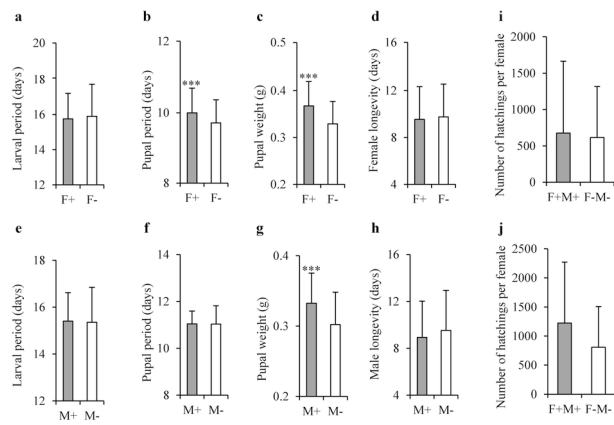 a
Larval period (days)
20
18
16
14
12
F+ F-
b
Pupal period (days)
12
10
8
***
F+ F-
c
Pupal weight (g)
0.5
0.4
0.3
0.2
***
F+ F-
d
Female longevity (days)
16
12
8
4
F+ F-
i
Number of hatchings per female
2000
1500
1000
500
0
F+M+ F-M-
e
Larval period (days)
18
16
14
12
M+ M-
f
Pupal period (days)
14
12
10
8
M+ M-
g
Pupal weight (g)
0.4
0.3
0.2
***
M+ M-
h
Male longevity (days)
16
12
8
4
M+ M-
j
Number of hatchings per female
2500
2000
1500
1000
500
0
F+M+ F-M-